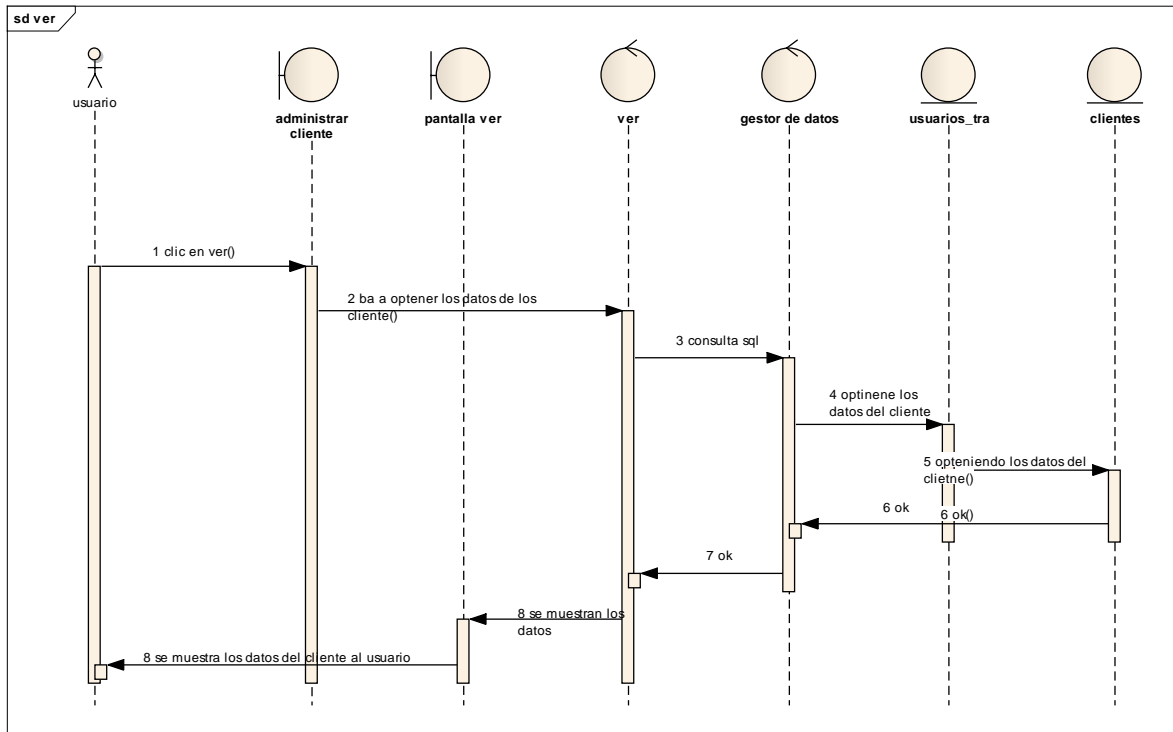 sd ver
usuario
administrar
cliente
pantalla ver
ver
gestor de datos
usuarios_tra
clientes
1 clic en ver()
2 ba a optener los datos de los
cliente()
3 consulta sql
4 optinene los
datos del cliente
5 opteniendo los datos del
clietne()
6 ok
6 ok()
7 ok
8 se muestran los
datos
8 se muestra los datos del cliente al usuario